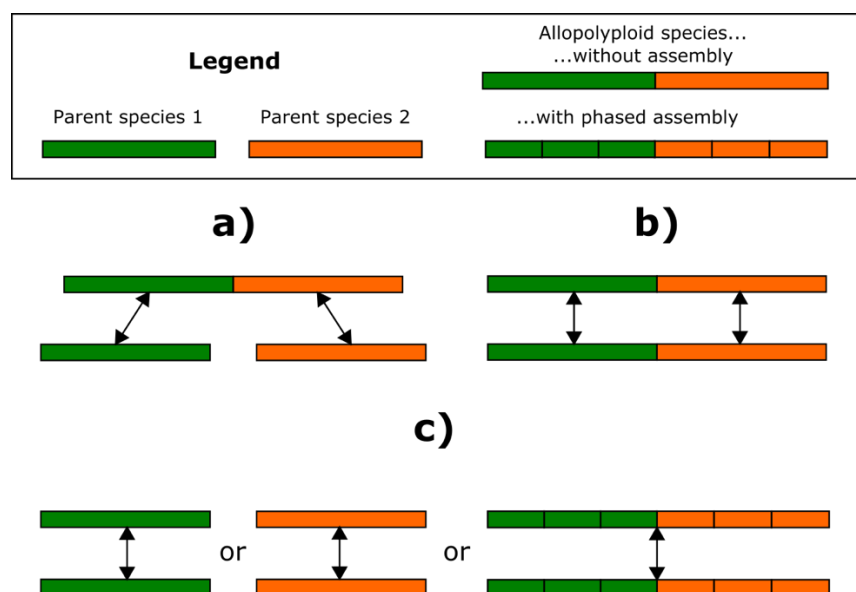 Legend
Allopolyploid species...
...without assembly
Parent species 1
Parent species 2
...with phased assembly
a)
b)
c)
or
or